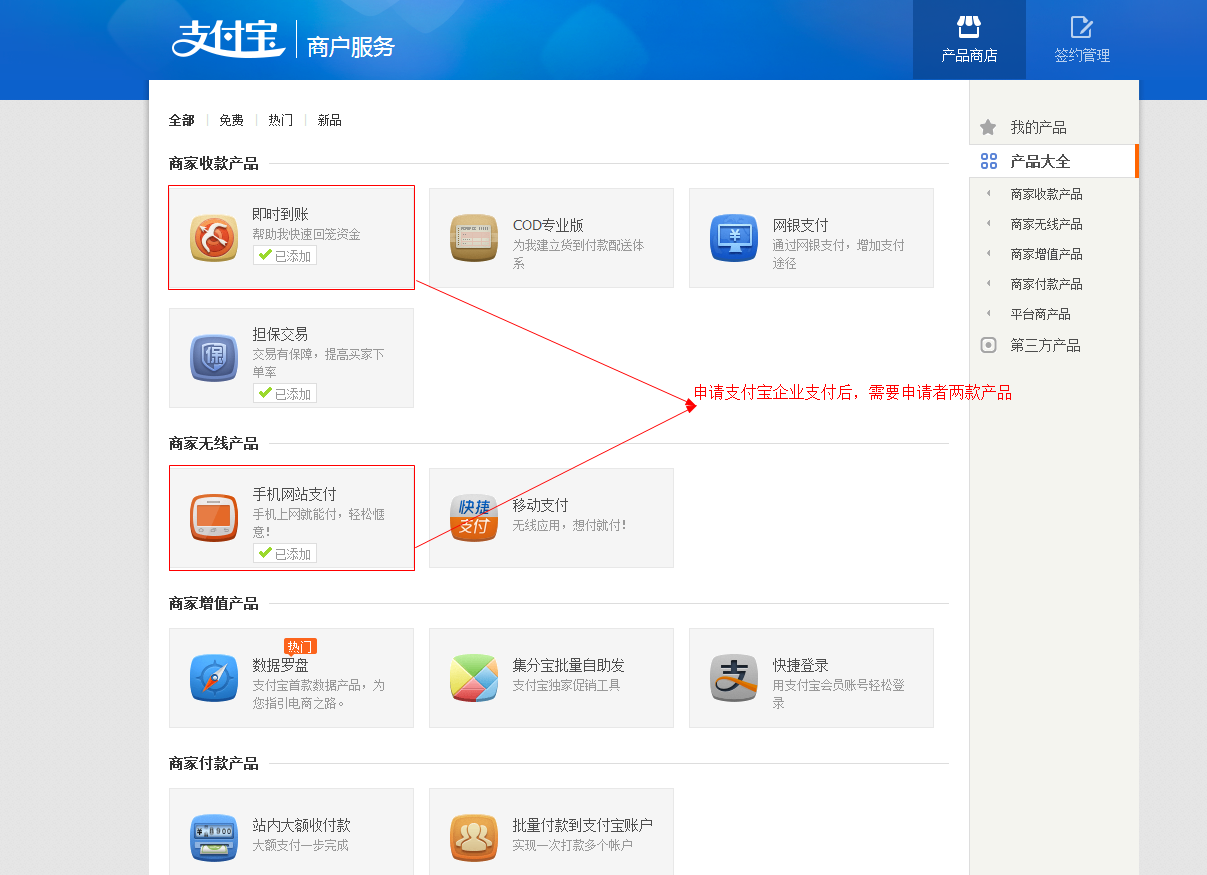 支付宝 商户服务
产品商店
签约管理
全部 免费 热门 新品
商家收款产品
即时到账
帮助我快速回笼资金
已添加
COD专业版
为我建立货到付款配送体
系
网银支付
通过网银支付，增加支付
途径
保
担保交易
交易有保障，提高买家下
单率
已添加
申请支付宝企业支付后，需要申请者两款产品
商家无线产品
手机网站支付
手机上网就能付，轻松惬
意！
已添加
快捷
支付
移动支付
无线应用，想付就付！
商家增值产品
热门
数据罗盘
支付宝首款数据产品，为
您指引电商之路。
集分宝批量自助发
支付宝独家促销工具
支
快捷登录
用支付宝会员账号轻松登
录
商家付款产品
站内大额收付款
大额支付一步完成
批量付款到支付宝账户
实现一次打款多个帐户
我的产品
产品大全
商家收款产品
商家无线产品
商家增值产品
商家付款产品
平台商产品
第三方产品